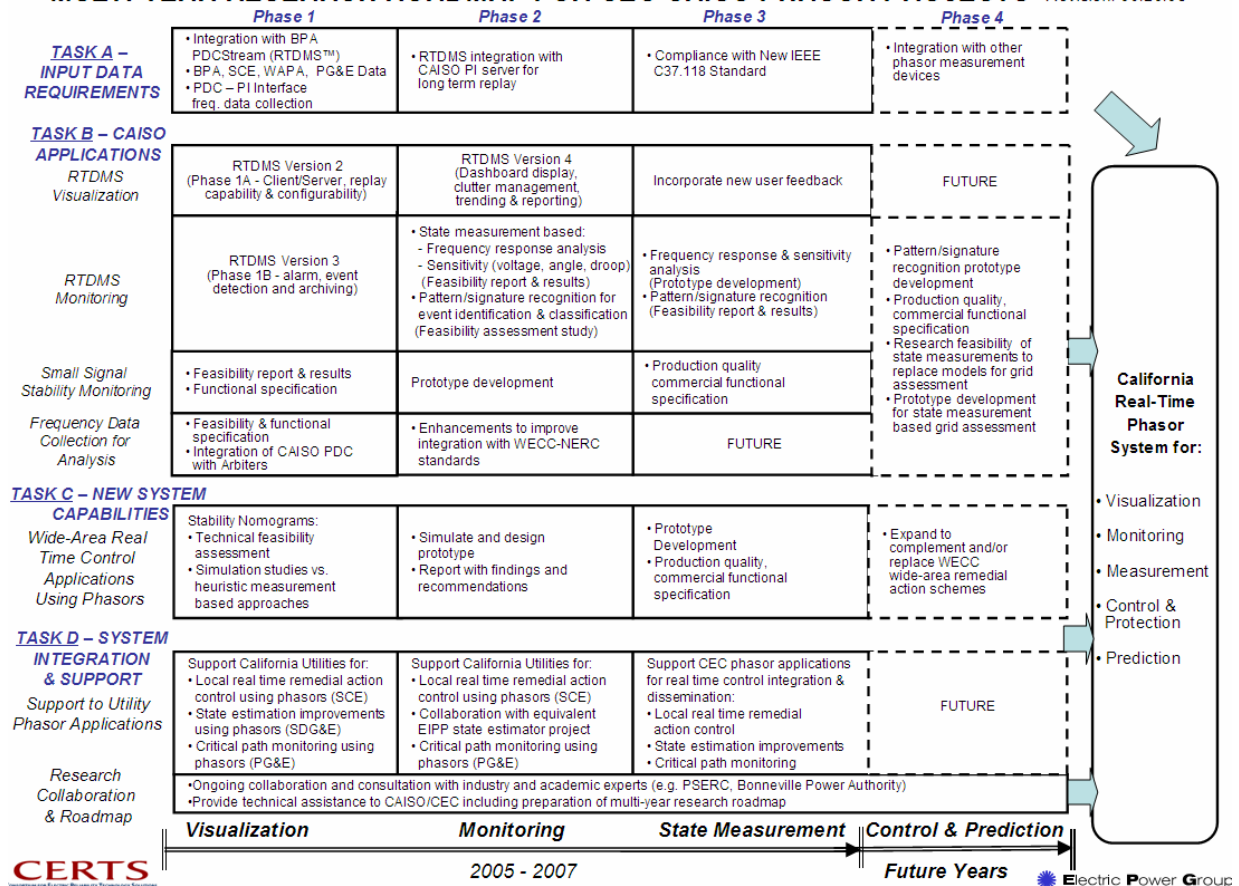 Phase 1 Phase 2 Phase 3 Phase 4
TASK A –
INPUT DATA
REQUIREMENTS
• Integration with BPA
PDCStream (RTDMS™)
• BPA, SCE, WAPA, PG&E Data
• PDC – PI Interface
freq. data collection
• RTDMS integration with
CAISO PI server for
long term replay
• Compliance with New IEEE
C37.118 Standard
• Integration with other
phasor measurement
devices
TASK B – CAISO
APPLICATIONS
RTDMS
Visualization
RTDMS Version 2
(Phase 1A - Client/Server, replay
capability & configurability)
RTDMS Version 4
(Dashboard display,
clutter management,
trending & reporting)
Incorporate new user feedback
FUTURE
RTDMS
Monitoring
RTDMS Version 3
(Phase 1B - alarm, event
detection and archiving)
• State measurement based:
- Frequency response analysis
- Sensitivity (voltage, angle, droop)
(Feasibility report & results)
• Pattern/signature recognition for
event identification & classification
(Feasibility assessment study)
• Frequency response & sensitivity
analysis
(Prototype development)
• Pattern/signature recognition
(Feasibility report & results)
• Pattern/signature
recognition prototype
development
• Production quality,
commercial functional
specification
• Research feasibility of
state measurements to
replace models for grid
assessment
• Prototype development
for state measurement
based grid assessment
Small Signal
Stability Monitoring
• Feasibility report & results
• Functional specification
Prototype development
• Production quality
commercial functional
specification
Frequency Data
Collection for
Analysis
• Feasibility & functional
specification
• Integration of CAISO PDC
with Arbiters
• Enhancements to improve
integration with WECC-NERC
standards
FUTURE
TASK C – NEW SYSTEM
CAPABILITIES
Wide-Area Real
Time Control
Applications
Using Phasors
Stability Nomograms:
• Technical feasibility
assessment
• Simulation studies vs.
heuristic measurement
based approaches
• Simulate and design
prototype
• Report with findings and
recommendations
• Prototype
Development
• Production quality,
commercial functional
specification
• Expand to
complement and/or
replace WECC
wide-area remedial
action schemes
TASK D – SYSTEM
INTEGRATION
& SUPPORT
Support to Utility
Phasor Applications
Support California Utilities for:
• Local real time remedial action
control using phasors (SCE)
• State estimation improvements
using phasors (SDG&E)
• Critical path monitoring using
phasors (PG&E)
Support California Utilities for:
• Local real time remedial action
control using phasors (SCE)
• Collaboration with equivalent
EIPP state estimator project
• Critical path monitoring using
phasors (PG&E)
Support CEC phasor applications
for real time control integration &
dissemination:
• Local real time remedial
action control
• State estimation improvements
• Critical path monitoring
FUTURE
Research
Collaboration
& Roadmap
•Ongoing collaboration and consultation with industry and academic experts (e.g. PSERC, Bonneville Power Authority)
•Provide technical assistance to CAISO/CEC including preparation of multi-year research roadmap
California
Real-Time
Phasor
System for:
• Visualization
• Monitoring
• Measurement
• Control &
Protection
• Prediction
Visualization Monitoring State Measurement Control & Prediction
2005 - 2007 Future Years
CERTS
Electric Power Group